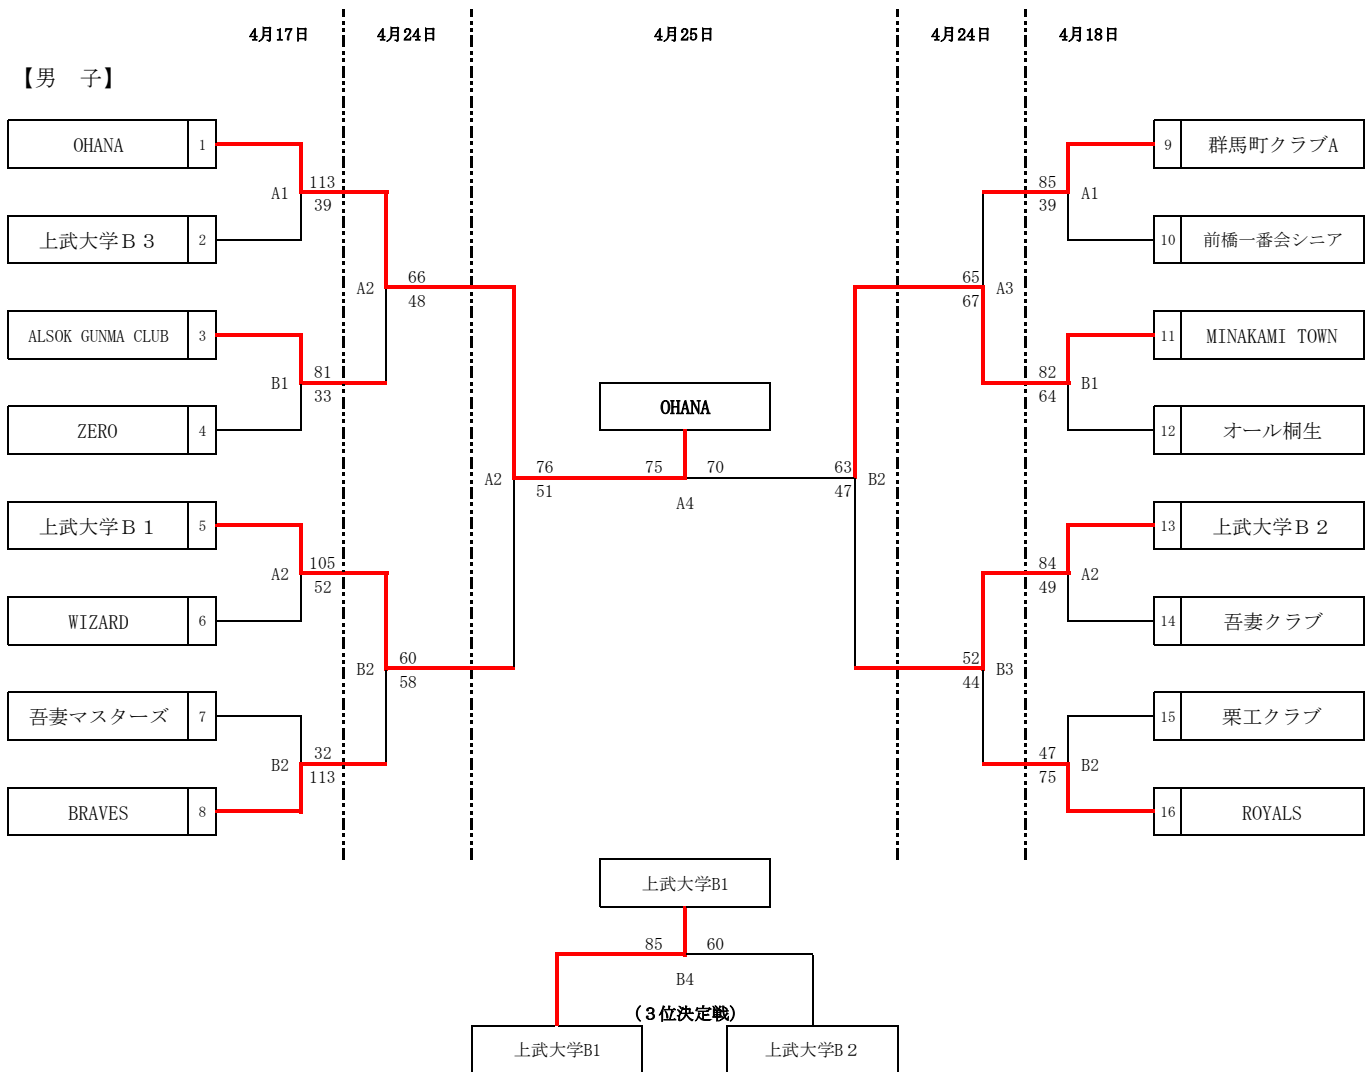 4月17日 4月24日 4月25日 4月24日 4月18日
【男　子】
OHANA 1 9 群馬町クラブA
113 85
A1 A1
39 39
上武大学Ｂ３ 2 10 前橋一番会シニア
66 65
A2 A3
48 67
ALSOK GUNMA CLUB 3 11 MINAKAMI TOWN
81 82
B1 B1
33 64
OHANA
ZERO 4 12 オール桐生
76 75 70 63
A2 B2
51 A4 47
上武大学Ｂ１ 5 13 上武大学Ｂ２
105 84
A2 A2
52 49
WIZARD 6 14 吾妻クラブ
60 52
B2 B3
58 44
吾妻マスターズ 7 15 栗工クラブ
32 47
B2 B2
113 75
BRAVES 8 16 ROYALS
上武大学B1
85 60
B4
(３位決定戦)
上武大学B1 上武大学B２